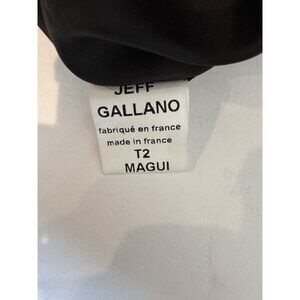 JEFF
GALLANO
fabriqué en france
made in france
T2
MAGUI